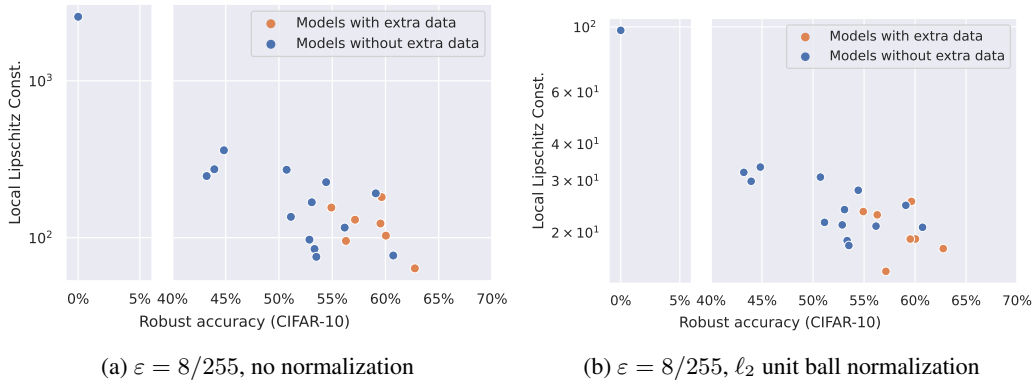 Models with extra data
Models without extra data
10³
10²
Local Lipschitz Const.
0% 5% 40% 45% 50% 55% 60% 65% 70%
Robust accuracy (CIFAR-10)
(a) ε = 8/255, no normalization
Models with extra data
Models without extra data
10²
6 × 10¹
4 × 10¹
3 × 10¹
2 × 10¹
Local Lipschitz Const.
0% 5% 40% 45% 50% 55% 60% 65% 70%
Robust accuracy (CIFAR-10)
(b) ε = 8/255, ℓ₂ unit ball normalization